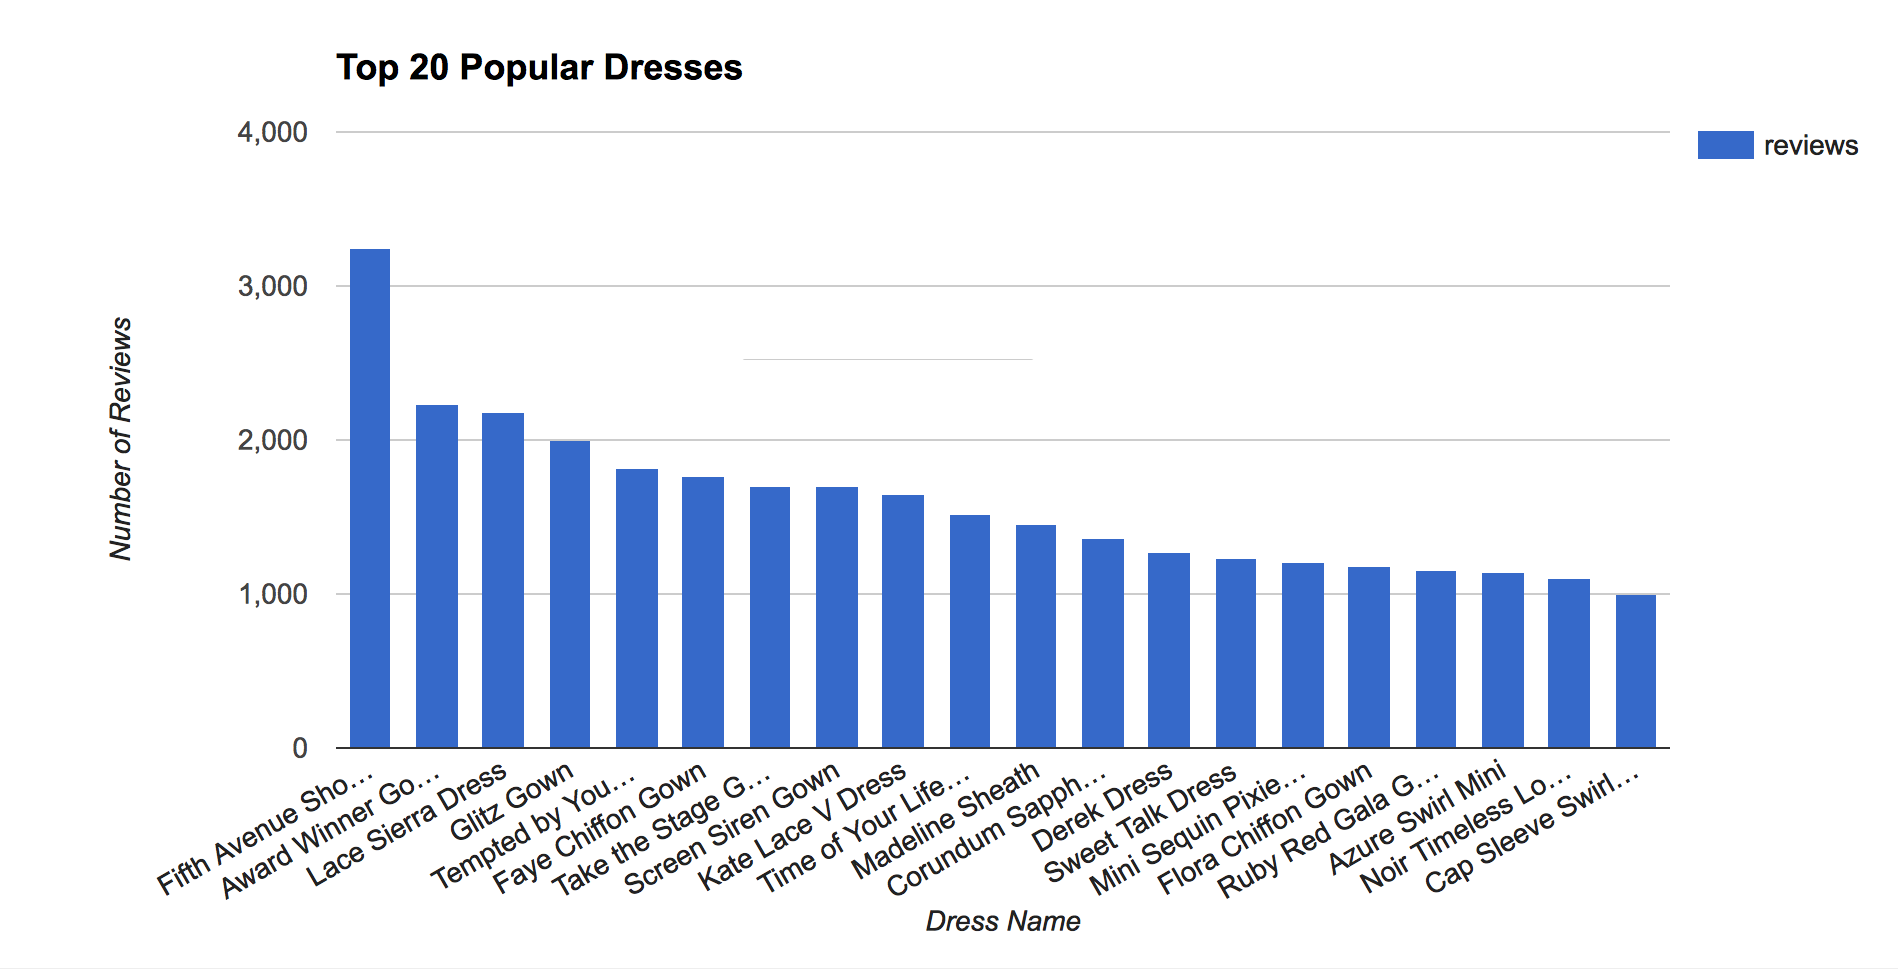 Top 20 Popular Dresses
4,000
3,000
2,000
1,000
0
reviews
Number of Reviews
Fifth Avenue Sho...
Award Winner Go...
Lace Sierra Dress
Glitz Gown
Tempted by You...
Faye Chiffon Gown
Take the Stage G...
Screen Siren Gown
Kate Lace V Dress
Time of Your Life...
Madeline Sheath
Corundum Sapph...
Derek Dress
Sweet Talk Dress
Mini Sequin Pixie...
Flora Chiffon Gown
Ruby Red Gala G...
Azure Swirl Mini
Noir Timeless Lo...
Cap Sleeve Swirl...
Dress Name